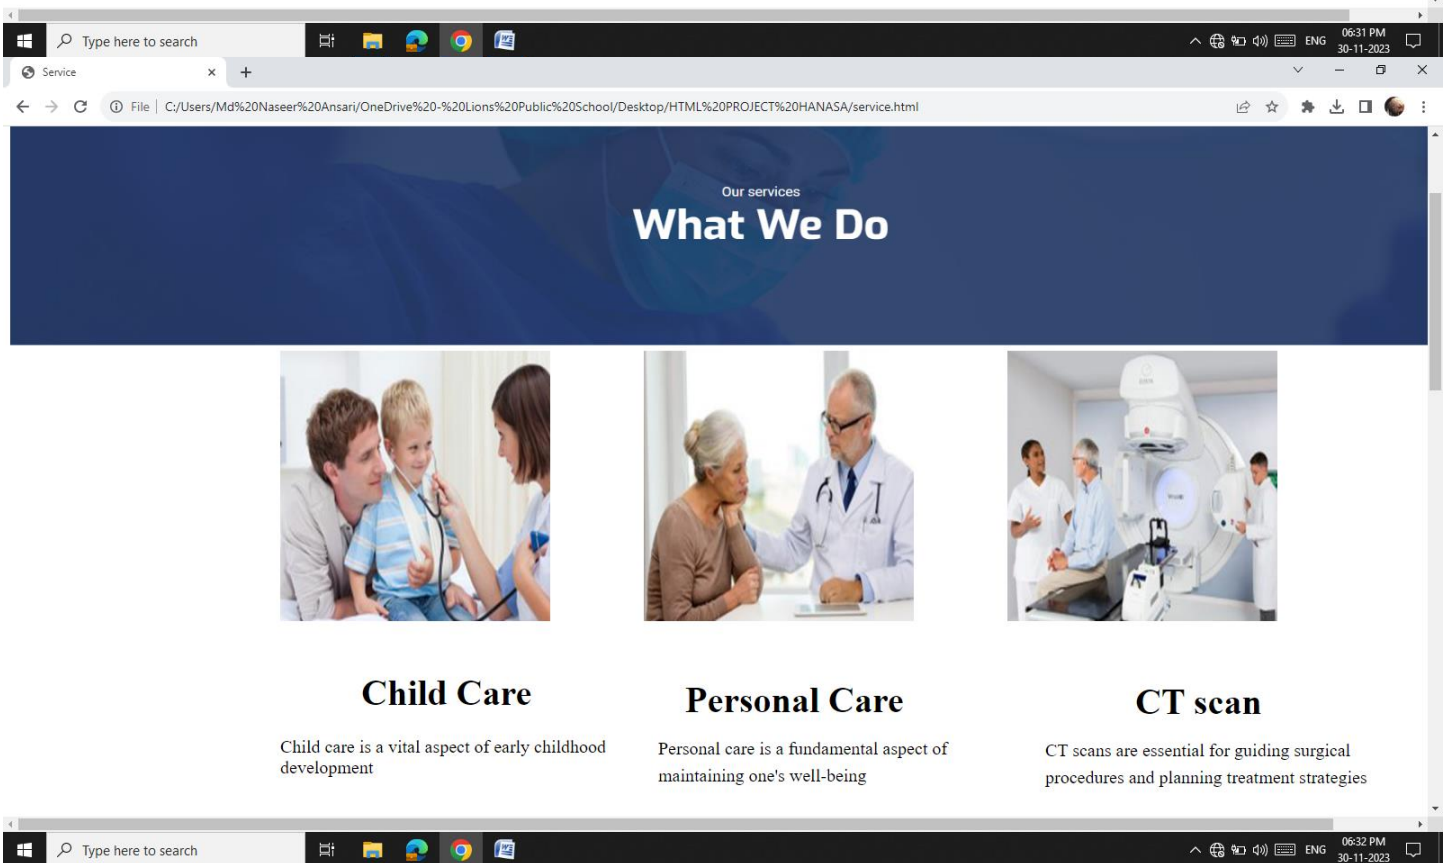 Type here to search
ENG
06:31 PM
30-11-2023
Service
File
C:/Users/Md%20Naseer%20Ansari/OneDrive%20-%20Lions%20Public%20School/Desktop/HTML%20PROJECT%20HANASA/service.html
Our services
What We Do
Child Care
Child care is a vital aspect of early childhood
development
Personal Care
Personal care is a fundamental aspect of
maintaining one's well-being
CT scan
CT scans are essential for guiding surgical
procedures and planning treatment strategies
Type here to search
ENG
06:32 PM
30-11-2023